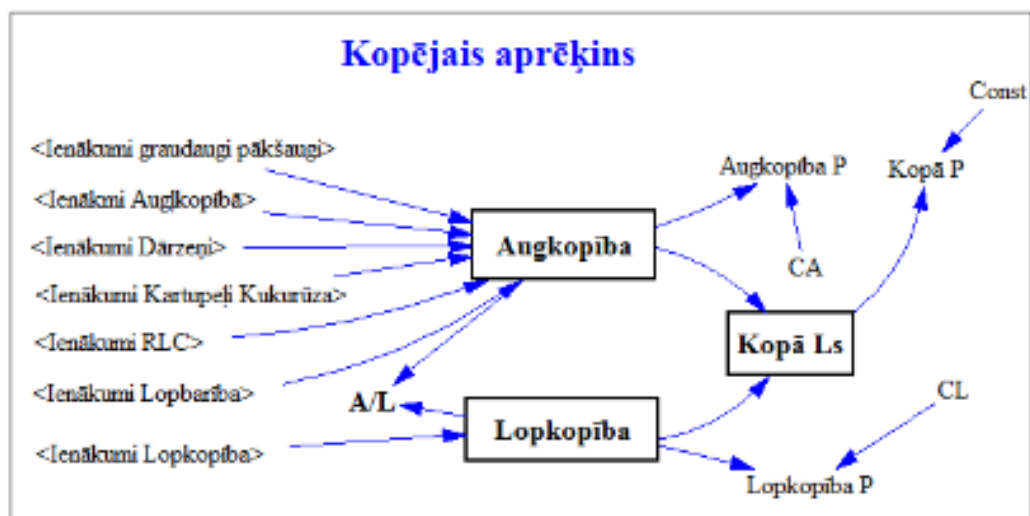 Kopējais aprēķins
Const
<Ienākumi graudaugi pākšaugi>
Augkopība P
Kopā P
<Ienākmi Augļkopībā>
Augkopība
<Ienākumi Dārzeņi>
CA
<Ienākumi Kartupeļi Kukurūza>
<Ienākumi RLC>
Kopā Ls
<Ienākumi Lopbarība>
A/L
CL
Lopkopība
<Ienākumi Lopkopība>
Lopkopība P